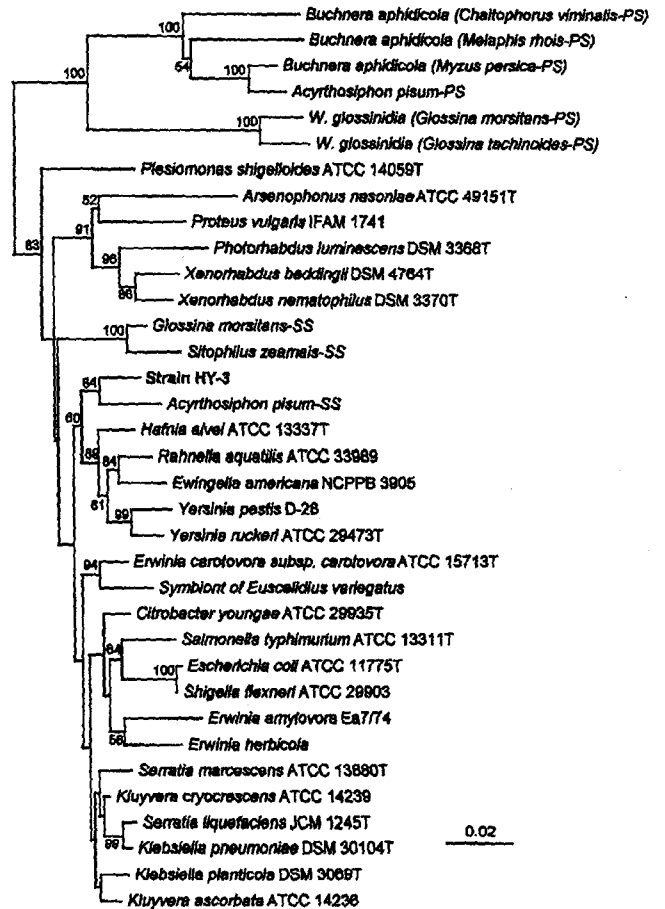 Buchnera aphidicola (Chaitophorus viminalis-PS)
100
Buchnera aphidicola (Melaphis rhois-PS)
54
Buchnera aphidicola (Myzus persica-PS)
100
100
Acyrthosiphon pisum-PS
W. glossinidia (Glossina morsitans-PS)
100
W. glossinidia (Glossina tachinoides-PS)
Plesiomonas shigelloides ATCC 14059T
Arsenophonus nasoniae ATCC 49151T
52
Proteus vulgaris IFAM 1741
91
83
Photorhabdus luminescens DSM 3368T
96
Xenorhabdus beddingii DSM 4764T
96
Xenorhabdus nematophilus DSM 3370T
Glossina morsitans-SS
100
Sitophilus zeamais-SS
Strain HY-3
64
Acyrthosiphon pisum-SS
60
Hafnia alvei ATCC 13337T
Rahnella aquatilis ATCC 33989
89
84
Ewingella americana NCPPB 3905
61
Yersinia pestis D-28
99
Yersinia ruckeri ATCC 29473T
Erwinia carotovora subsp. carotovora ATCC 15713T
94
Symbiont of Euscelidius variegatus
Citrobacter youngae ATCC 29935T
Salmonella typhimurium ATCC 13311T
64
Escherichia coli ATCC 11775T
100
Shigella flexneri ATCC 29903
Erwinia amylovora Ea7/74
56
Erwinia herbicola
Serratia marcescens ATCC 13880T
Kluyvera cryocrescens ATCC 14239
Serratia liquefaciens JCM 1245T
0.02
99
Klebsiella pneumoniae DSM 30104T
Klebsiella planticola DSM 3069T
Kluyvera ascorbata ATCC 14236